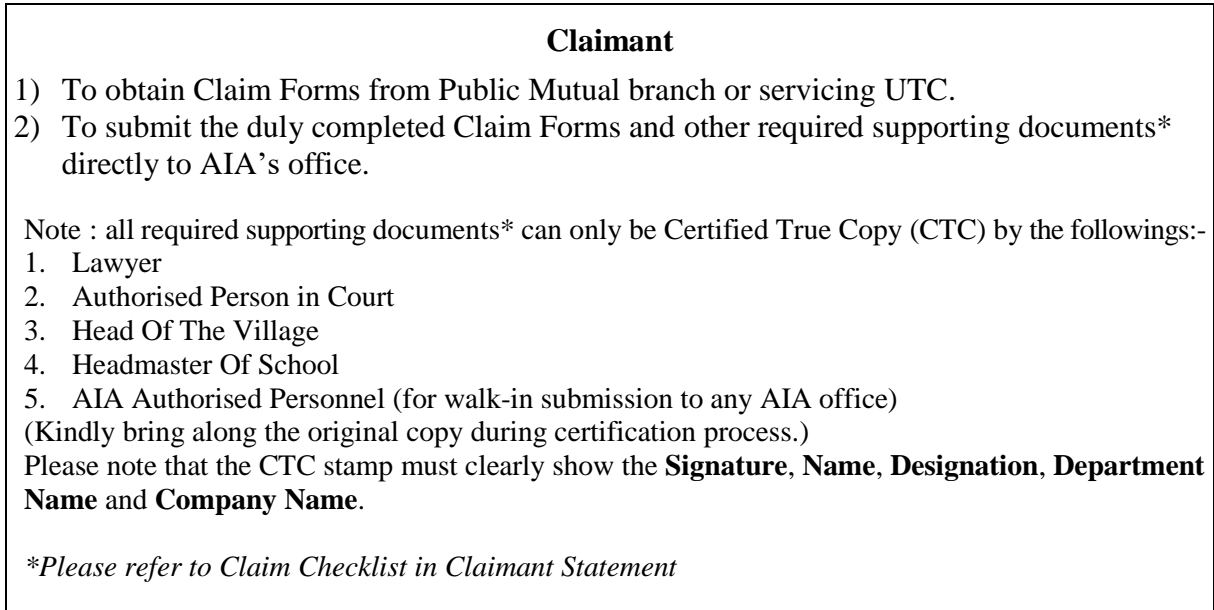 Claimant
1) To obtain Claim Forms from Public Mutual branch or servicing UTC.
2) To submit the duly completed Claim Forms and other required supporting documents*
directly to AIA’s office.
Note : all required supporting documents* can only be Certified True Copy (CTC) by the followings:-
1. Lawyer
2. Authorised Person in Court
3. Head Of The Village
4. Headmaster Of School
5. AIA Authorised Personnel (for walk-in submission to any AIA office)
(Kindly bring along the original copy during certification process.)
Please note that the CTC stamp must clearly show the Signature, Name, Designation, Department
Name and Company Name.
*Please refer to Claim Checklist in Claimant Statement